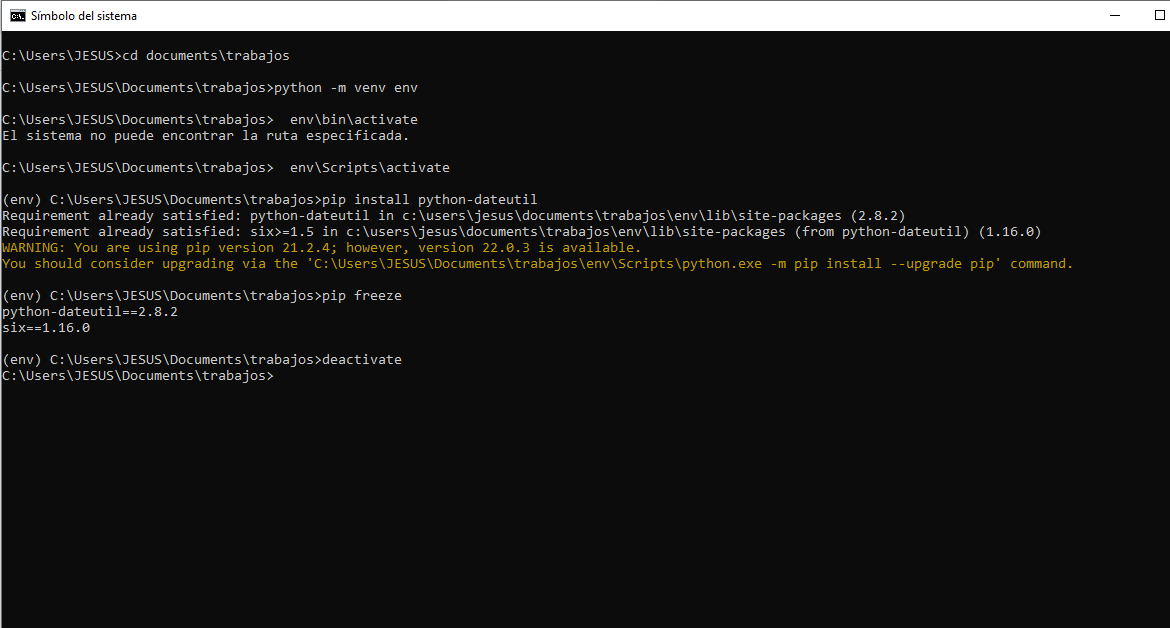 Símbolo del sistema
C:\Users\JESUS>cd documents\trabajos
C:\Users\JESUS\Documents\trabajos>python -m venv env
C:\Users\JESUS\Documents\trabajos>  env\bin\activate
El sistema no puede encontrar la ruta especificada.
C:\Users\JESUS\Documents\trabajos>  env\Scripts\activate
(env) C:\Users\JESUS\Documents\trabajos>pip install python-dateutil
Requirement already satisfied: python-dateutil in c:\users\jesus\documents\trabajos\env\lib\site-packages (2.8.2)
Requirement already satisfied: six>=1.5 in c:\users\jesus\documents\trabajos\env\lib\site-packages (from python-dateutil) (1.16.0)
WARNING: You are using pip version 21.2.4; however, version 22.0.3 is available.
You should consider upgrading via the 'C:\Users\JESUS\Documents\trabajos\env\Scripts\python.exe -m pip install --upgrade pip' command.
(env) C:\Users\JESUS\Documents\trabajos>pip freeze
python-dateutil==2.8.2
six==1.16.0
(env) C:\Users\JESUS\Documents\trabajos>deactivate
C:\Users\JESUS\Documents\trabajos>